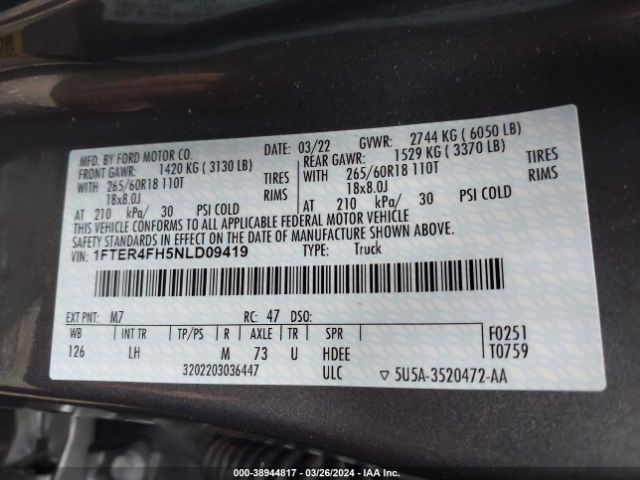 MFD. BY FORD MOTOR CO. DATE: 03/22 GVWR: 2744 KG ( 6050 LB)
FRONT GAWR: 1420 KG ( 3130 LB) REAR GAWR: 1529 KG ( 3370 LB)
WITH 265/60R18 110T TIRES WITH 265/60R18 110T TIRES
18x8.0J RIMS 18x8.0J RIMS
AT 210 kPa/ 30 PSI COLD AT 210 kPa/ 30 PSI COLD
THIS VEHICLE CONFORMS TO ALL APPLICABLE FEDERAL MOTOR VEHICLE
SAFETY STANDARDS IN EFFECT ON THE DATE OF MANUFACTURE SHOWN ABOVE.
VIN: 1FTER4FH5NLD09419 TYPE: Truck
EXT PNT: M7 RC: 47 DSO:
WB INT TR TP/PS R AXLE TR SPR F0251
126 LH M 73 U HDEE T0759
3202203036447 ULC ▽ 5U5A-3520472-AA
000-38944817 - 03/26/2024 - IAA Inc.